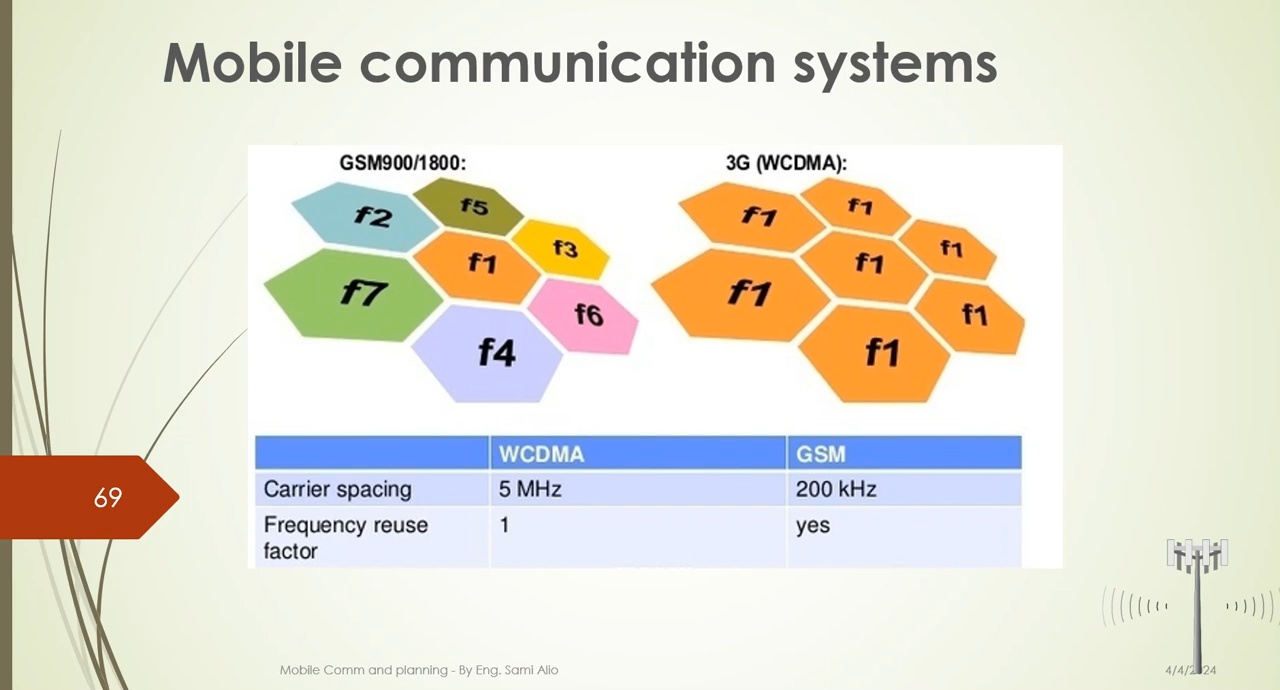 Mobile communication systems
GSM900/1800:
f2
f5
f3
f1
f7
f6
f4
3G (WCDMA):
f1
f1
f1
f1
f1
f1
f1
WCDMA GSM
Carrier spacing 5 MHz 200 kHz
Frequency reuse 1 yes
factor
69
Mobile Comm and planning - By Eng. Sami Alio